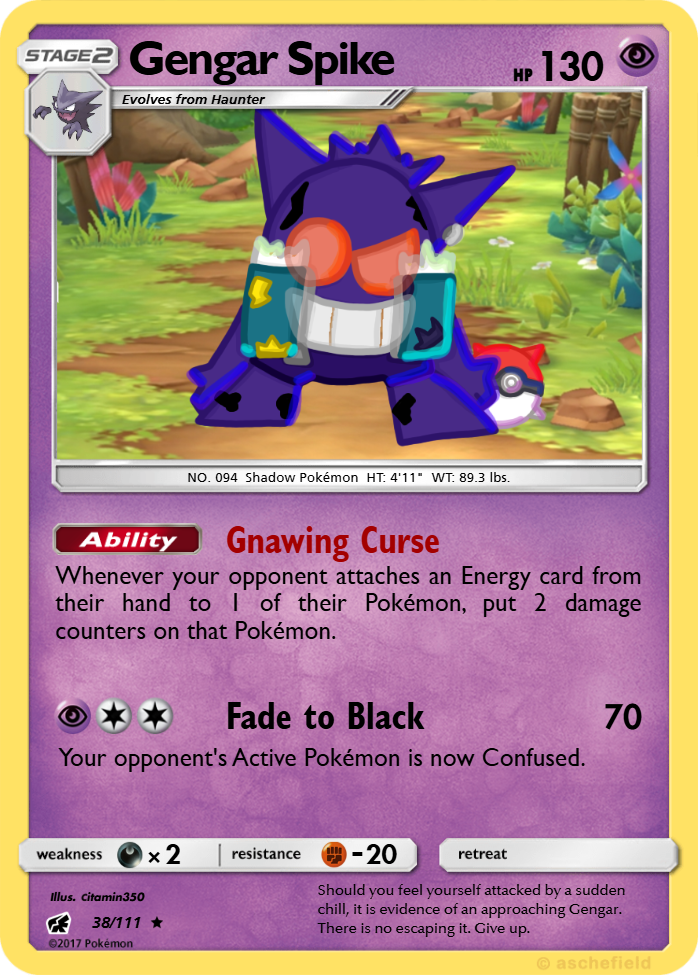 STAGE2
Gengar Spike
HP 130
Evolves from Haunter
NO. 094 Shadow Pokémon HT: 4'11" WT: 89.3 lbs.
Ability Gnawing Curse
Whenever your opponent attaches an Energy card from
their hand to 1 of their Pokémon, put 2 damage
counters on that Pokémon.
Fade to Black 70
Your opponent's Active Pokémon is now Confused.
weakness ×2 resistance -20 retreat
Illus. Citamin350
38/111 ★
©2017 Pokémon
Should you feel yourself attacked by a sudden
chill, it is evidence of an approaching Gengar.
There is no escaping it. Give up.
© aschefield